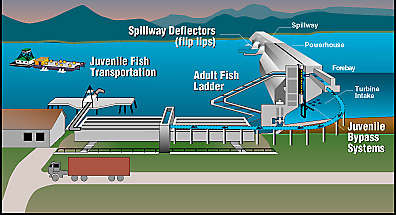 Spillway Deflectors
(flip lips)
Spillway
Powerhouse
Juvenile Fish
Transportation
Adult Fish
Ladder
Forebay
Turbine
Intake
Juvenile
Bypass
Systems